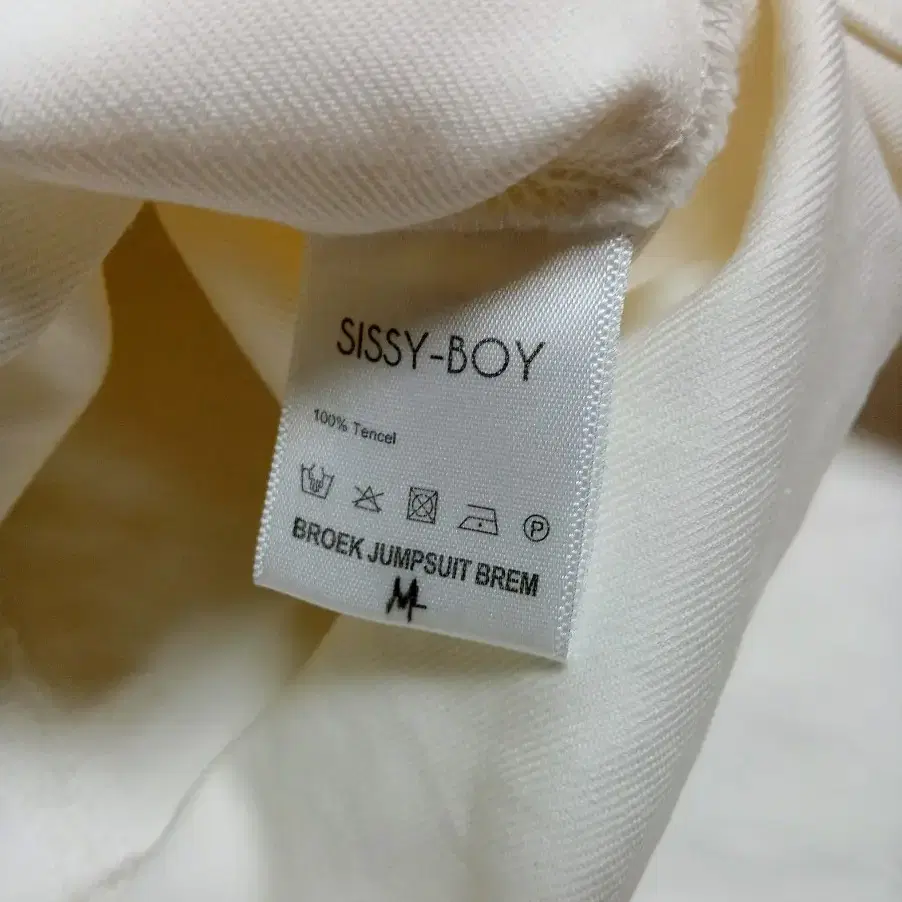 SISSY-BOY
100% Tencel
P
BROEK JUMPSUIT BREM
M